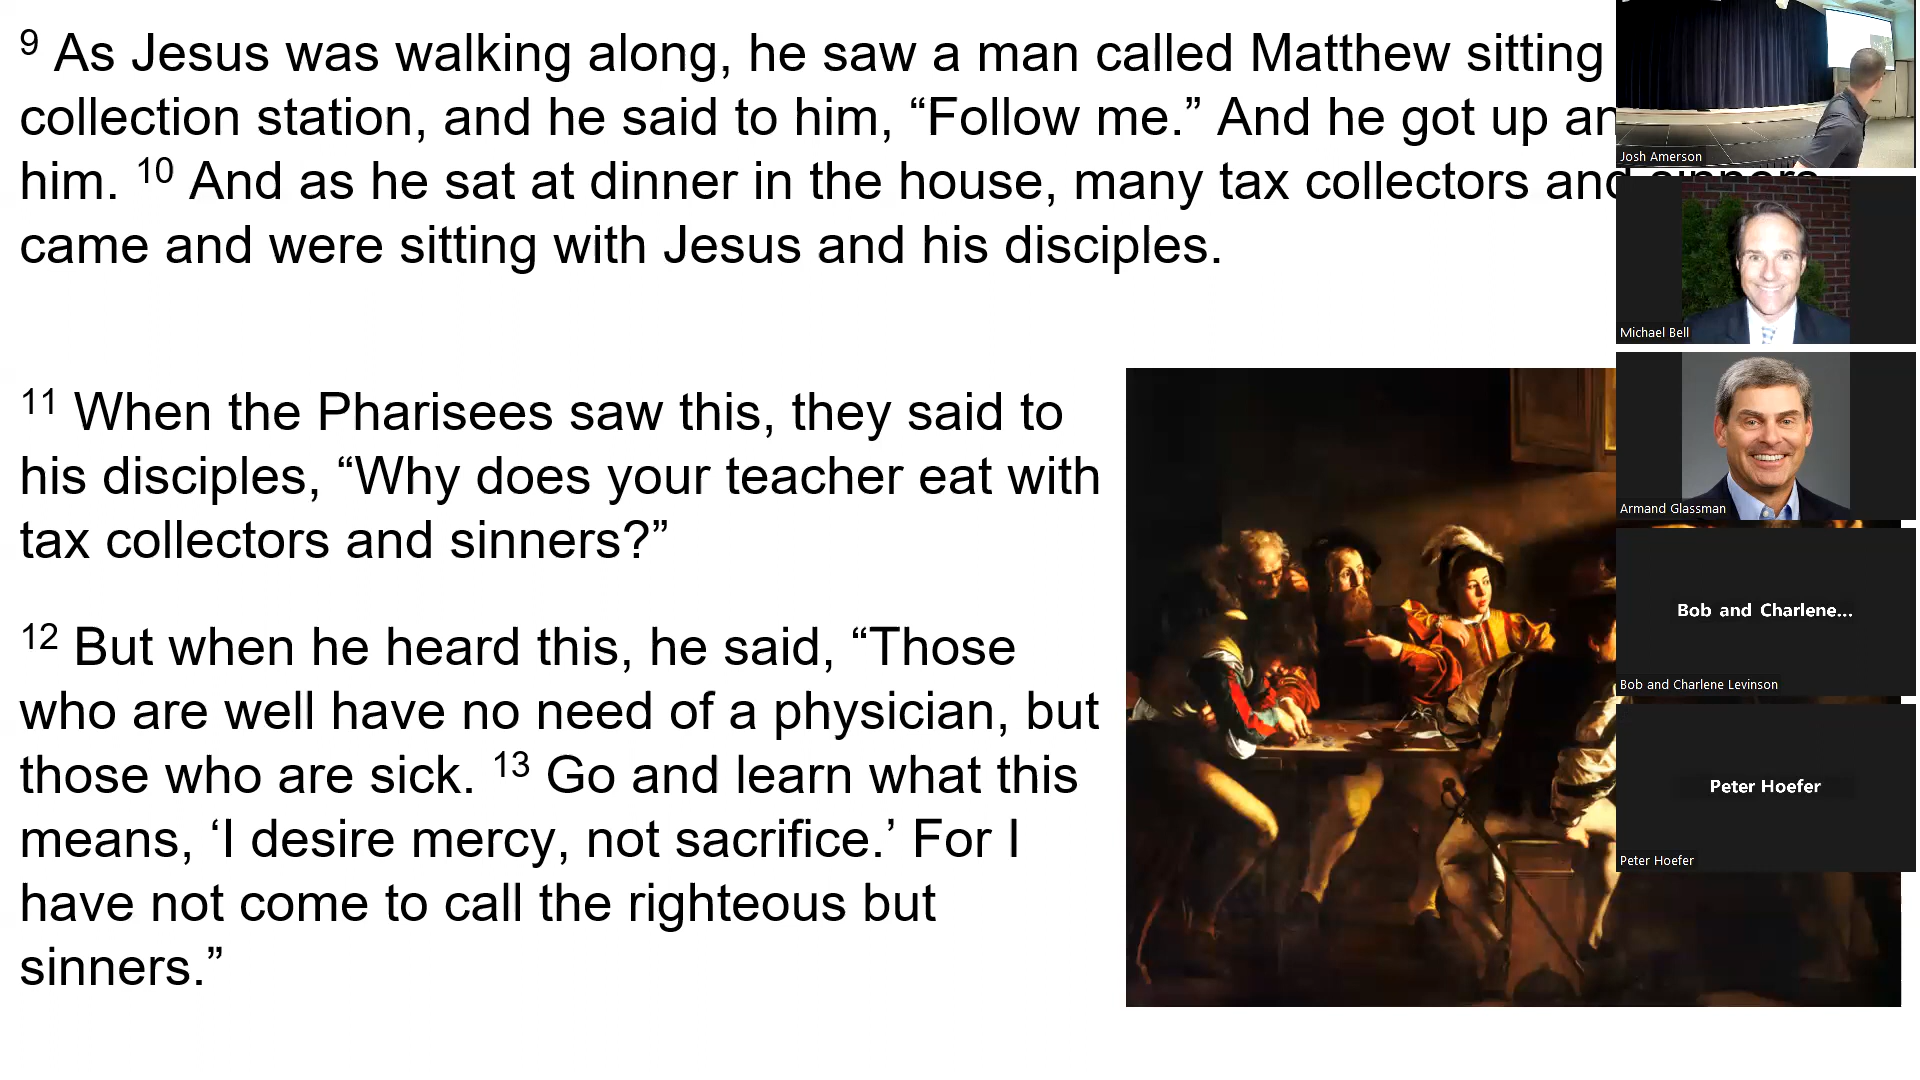 9 As Jesus was walking along, he saw a man called Matthew sitting
collection station, and he said to him, “Follow me.” And he got up an
him. 10 And as he sat at dinner in the house, many tax collectors and sinners
came and were sitting with Jesus and his disciples.
11 When the Pharisees saw this, they said to
his disciples, “Why does your teacher eat with
tax collectors and sinners?”
12 But when he heard this, he said, “Those
who are well have no need of a physician, but
those who are sick. 13 Go and learn what this
means, ‘I desire mercy, not sacrifice.’ For I
have not come to call the righteous but
sinners.”
Josh Amerson
Michael Bell
Armand Glassman
Bob and Charlene...
Bob and Charlene Levinson
Peter Hoefer
Peter Hoefer